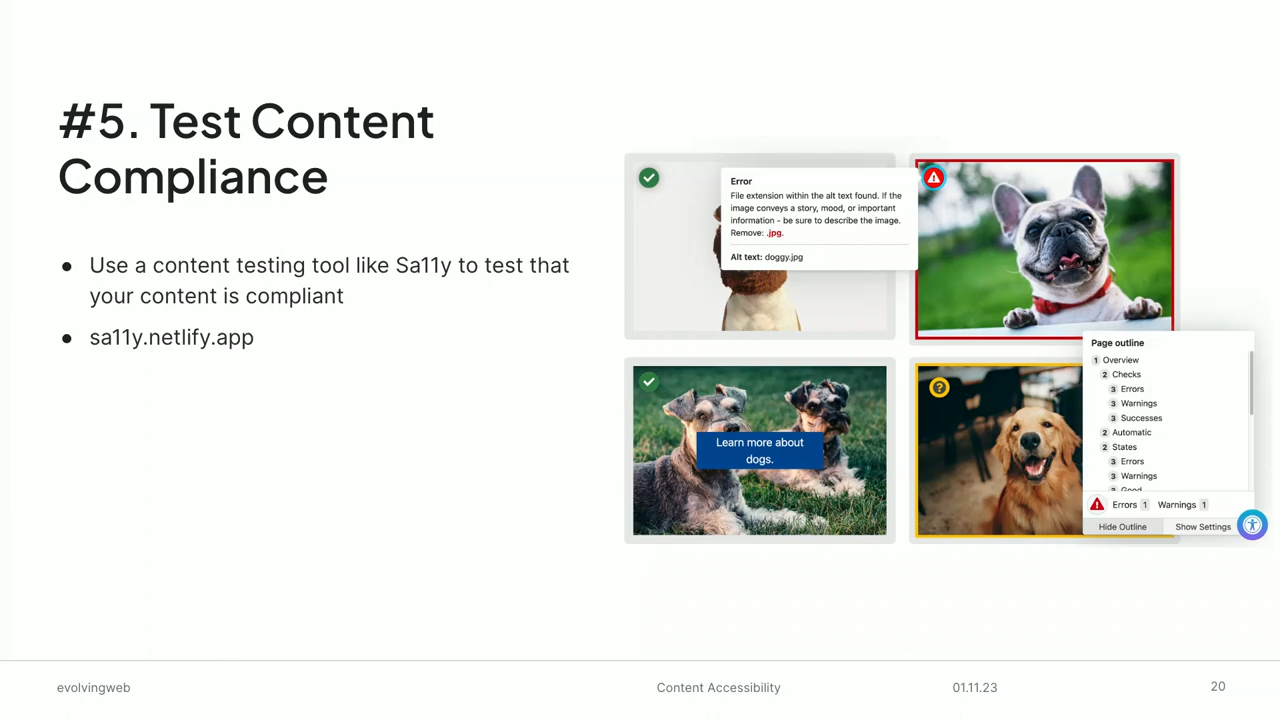 #5. Test Content
Compliance
● Use a content testing tool like Sa11y to test that
your content is compliant
● sa11y.netlify.app
Error
File extension within the alt text found. If the
image conveys a story, mood, or important
information - be sure to describe the image.
Remove: .jpg.
Alt text: doggy.jpg
Learn more about
dogs.
?
Page outline
1 Overview
2 Checks
3 Errors
3 Warnings
3 Successes
2 Automatic
2 States
3 Errors
3 Warnings
3 Good
Errors 1 Warnings 1
Hide Outline Show Settings
evolvingweb Content Accessibility 01.11.23 20